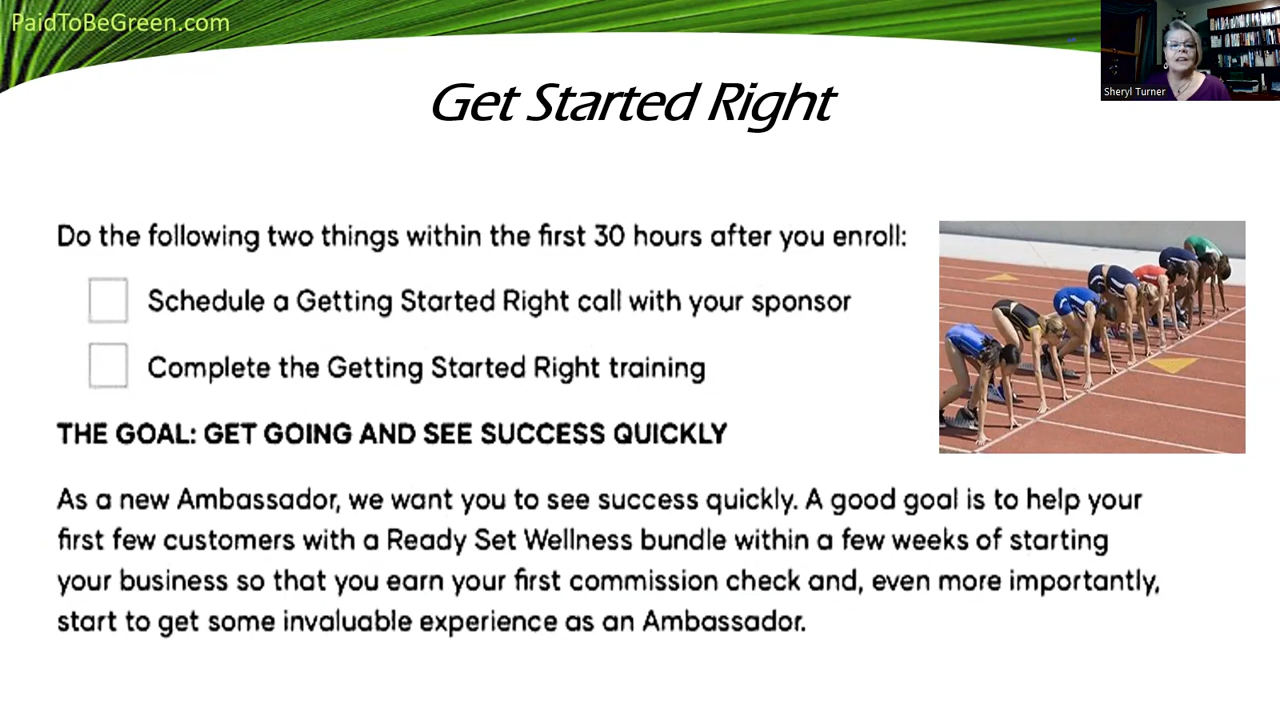 PaidToBeGreen.com
Sheryl Turner
Get Started Right
Do the following two things within the first 30 hours after you enroll:
Schedule a Getting Started Right call with your sponsor
Complete the Getting Started Right training
THE GOAL: GET GOING AND SEE SUCCESS QUICKLY
As a new Ambassador, we want you to see success quickly. A good goal is to help your
first few customers with a Ready Set Wellness bundle within a few weeks of starting
your business so that you earn your first commission check and, even more importantly,
start to get some invaluable experience as an Ambassador.